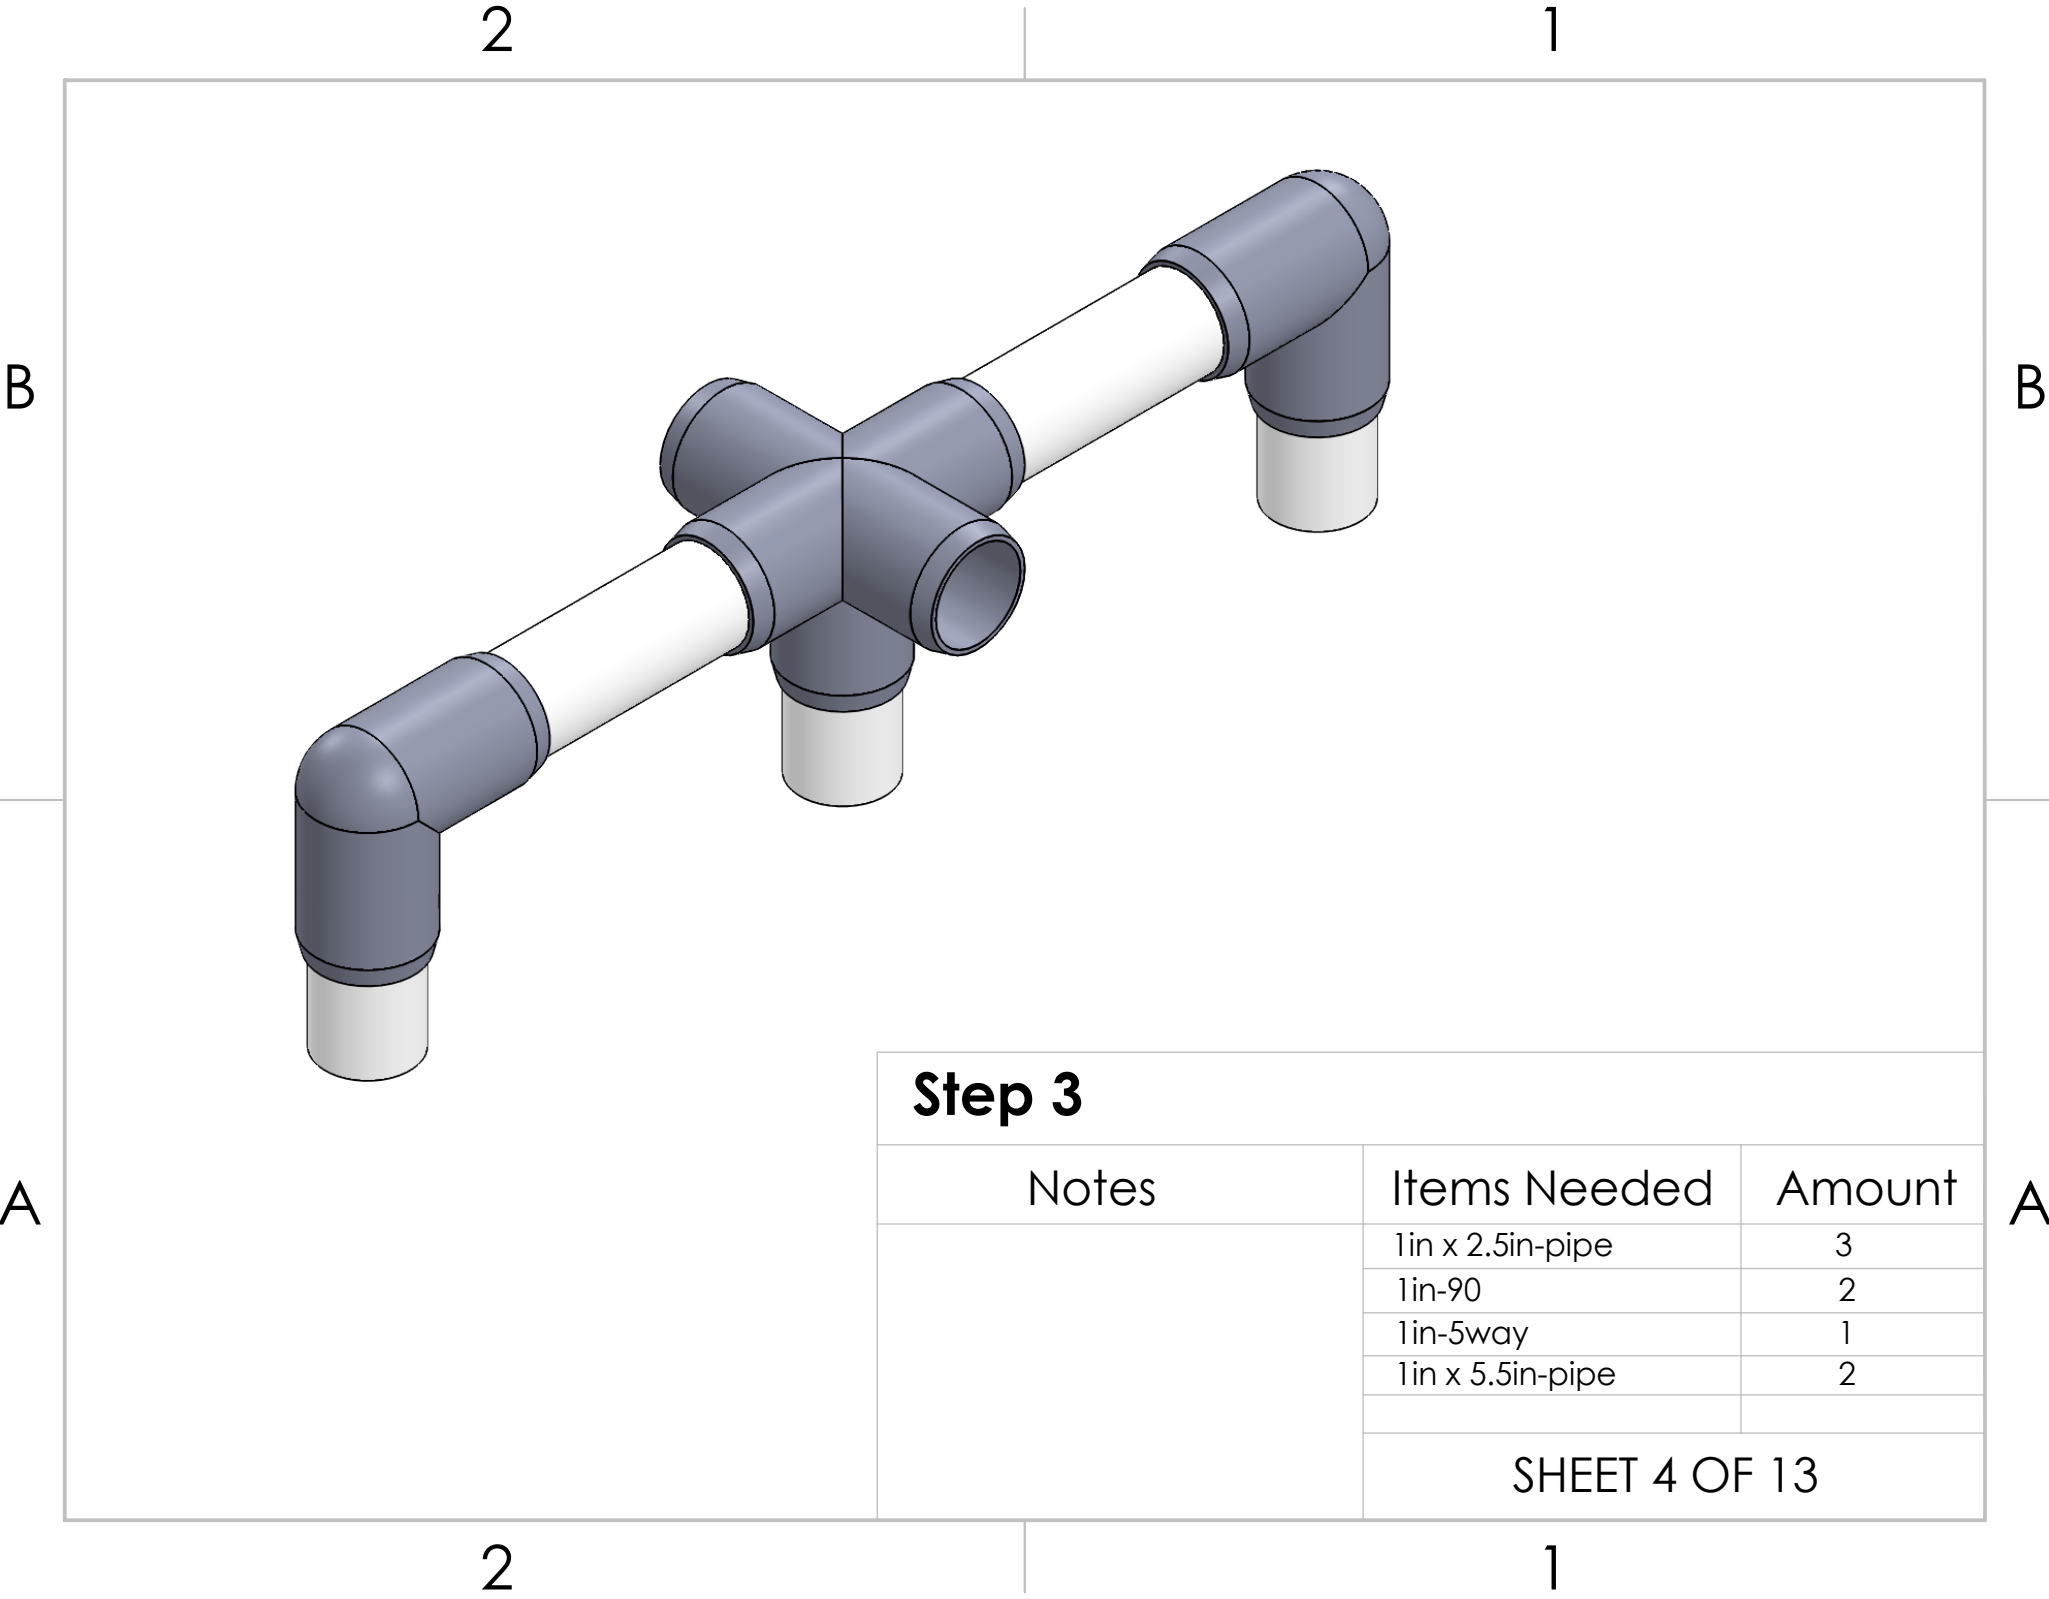 2 1
B B
A A
Step 3
Notes Items Needed Amount
1in x 2.5in-pipe 3
1in-90 2
1in-5way 1
1in x 5.5in-pipe 2
SHEET 4 OF 13
2 1